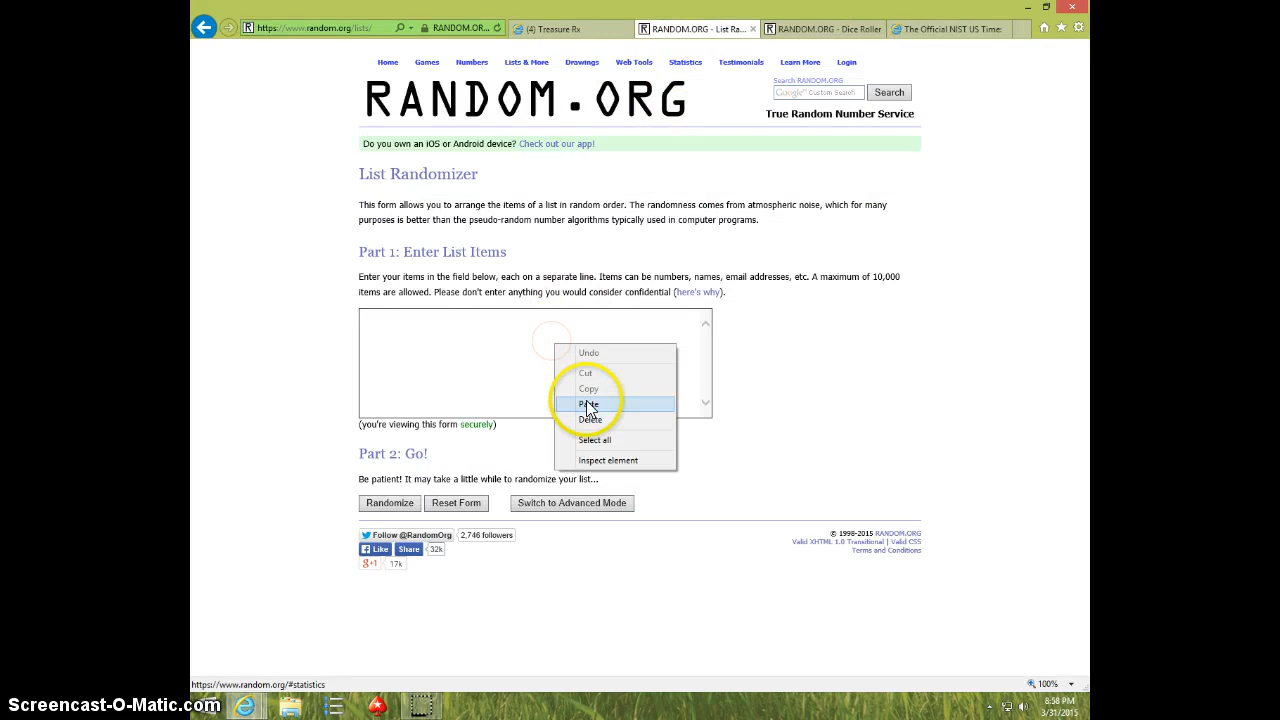 https://www.random.org/lists/
RANDOM.OR...
(4) Treasure Rx
RANDOM.ORG - List Ra...
RANDOM.ORG - Dice Roller
The Official NIST US Time:
Home Games Numbers Lists & More Drawings Web Tools Statistics Testimonials Learn More Login
RANDOM.ORG
Search RANDOM.ORG
Google™ Custom Search
Search
True Random Number Service
Do you own an iOS or Android device? Check out our app!
List Randomizer
This form allows you to arrange the items of a list in random order. The randomness comes from atmospheric noise, which for many
purposes is better than the pseudo-random number algorithms typically used in computer programs.
Part 1: Enter List Items
Enter your items in the field below, each on a separate line. Items can be numbers, names, email addresses, etc. A maximum of 10,000
items are allowed. Please don't enter anything you would consider confidential (here's why).
Undo
Cut
Copy
Paste
Delete
Select all
Inspect element
(you're viewing this form securely)
Part 2: Go!
Be patient! It may take a little while to randomize your list...
Randomize Reset Form Switch to Advanced Mode
Follow @RandomOrg 2,746 followers
Like Share 32k
g+1 17k
© 1998-2015 RANDOM.ORG
Valid XHTML 1.0 Transitional | Valid CSS
Terms and Conditions
https://www.random.org/#statistics
100%
Screencast-O-Matic.com
8:58 PM
3/31/2015